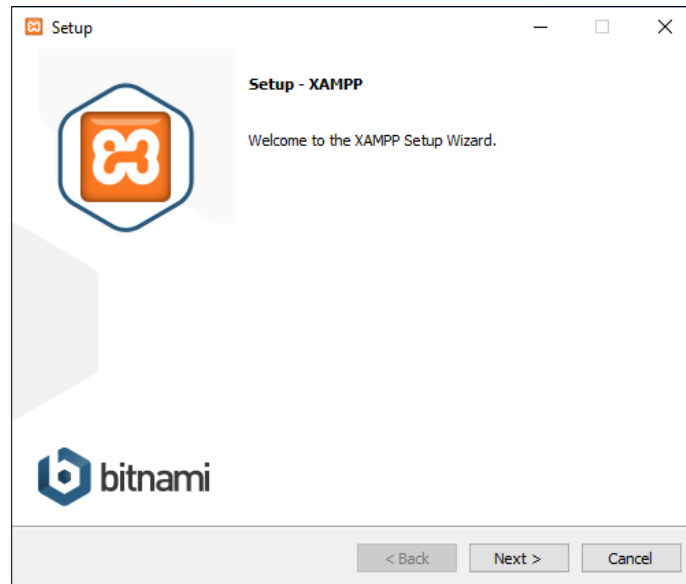 Setup
Setup - XAMPP
Welcome to the XAMPP Setup Wizard.
bitnami
< Back Next > Cancel